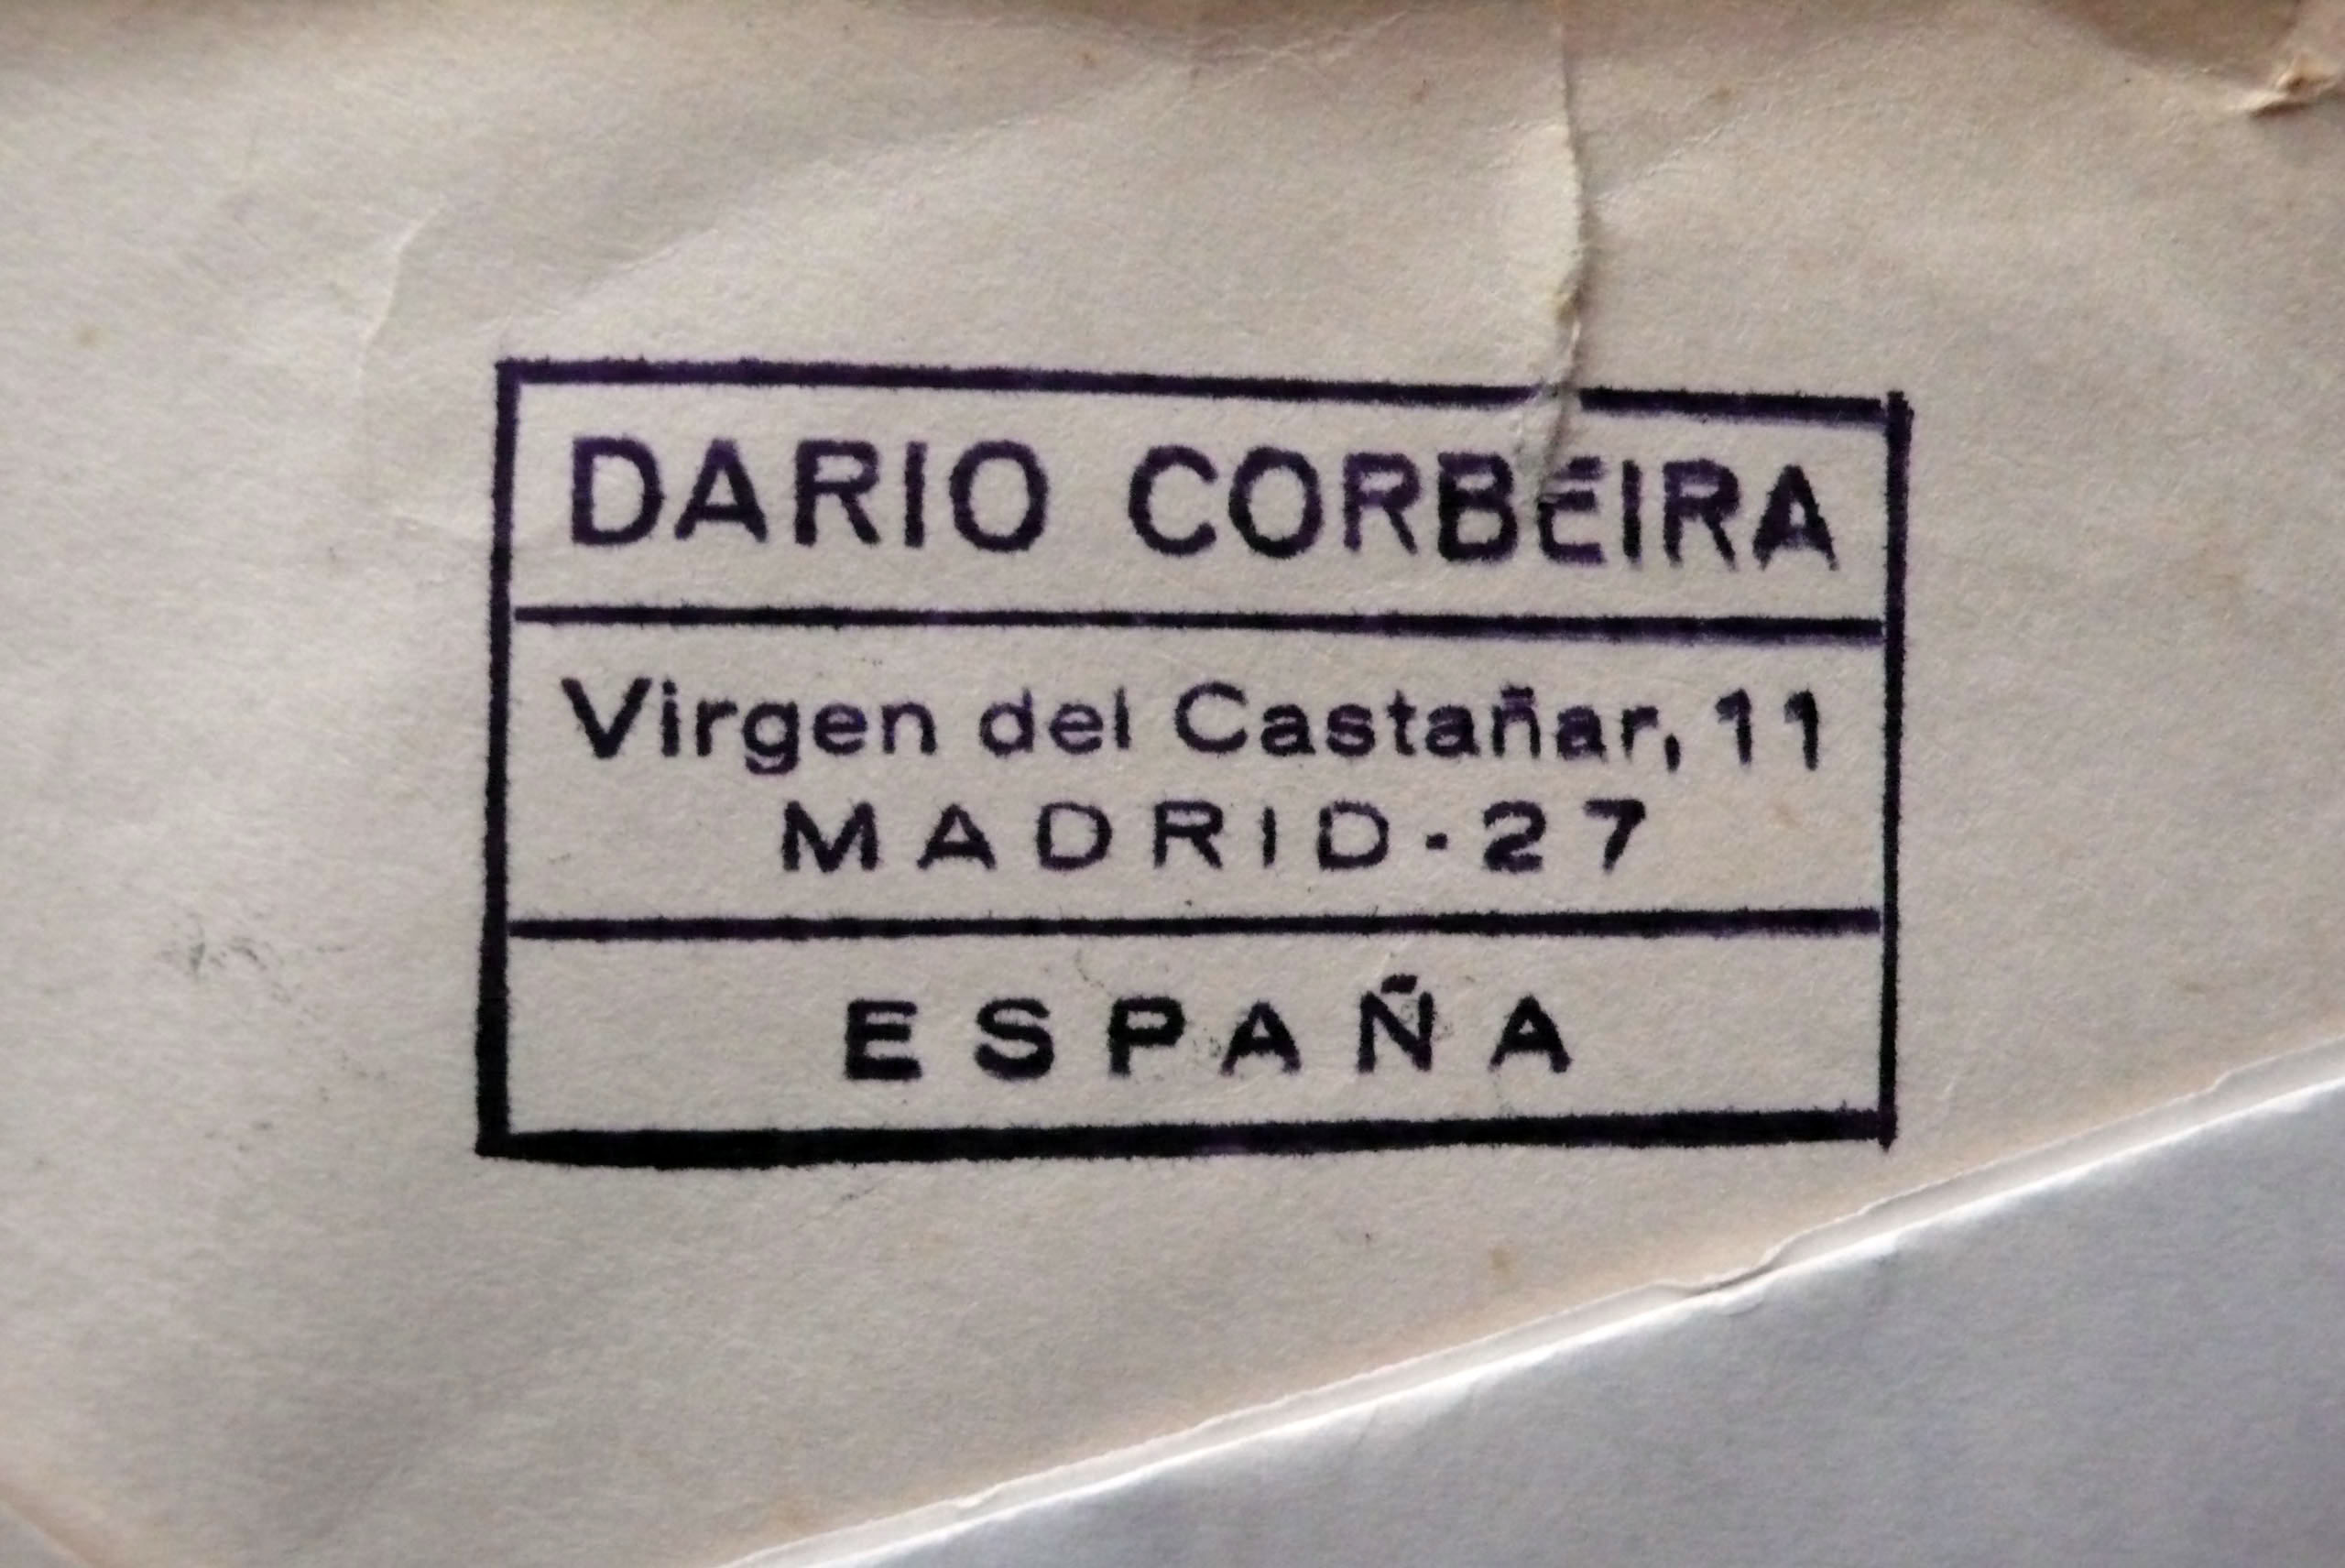 DARIO CORBEIRA
Virgen del Castañar, 11
MADRID-27
ESPAÑA